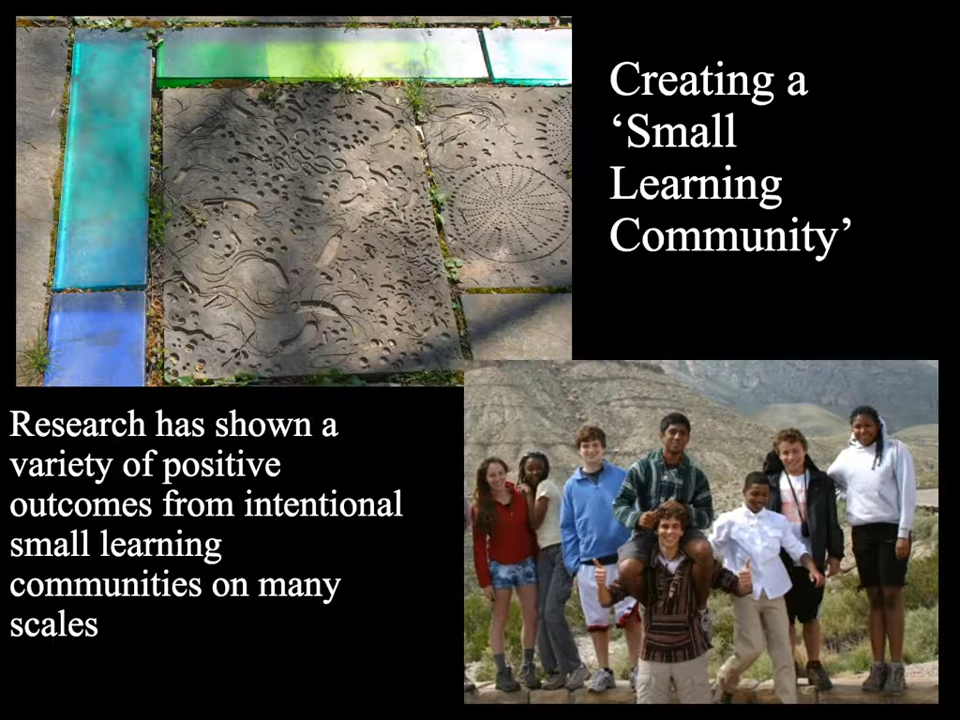 Creating a
‘Small
Learning
Community’
Research has shown a
variety of positive
outcomes from intentional
small learning
communities on many
scales